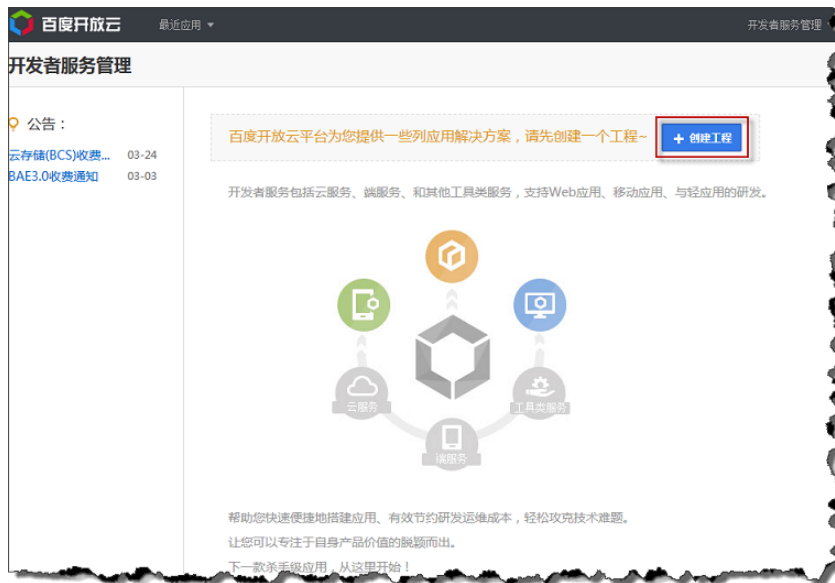 百度开放云
最近应用
开发者服务管理
开发者服务管理
公告：
云存储(BCS)收费... 03-24
BAE3.0收费通知 03-03
百度开放云平台为您提供一些列应用解决方案，请先创建一个工程~
+ 创建工程
开发者服务包括云服务、端服务、和其他工具类服务，支持Web应用、移动应用、与轻应用的研发。
云服务
工具类服务
端服务
帮助您快速便捷地搭建应用、有效节约研发运维成本，轻松攻克技术难题。
让您可以专注于自身产品价值的脱颖而出。
下一款杀手级应用，从这里开始！